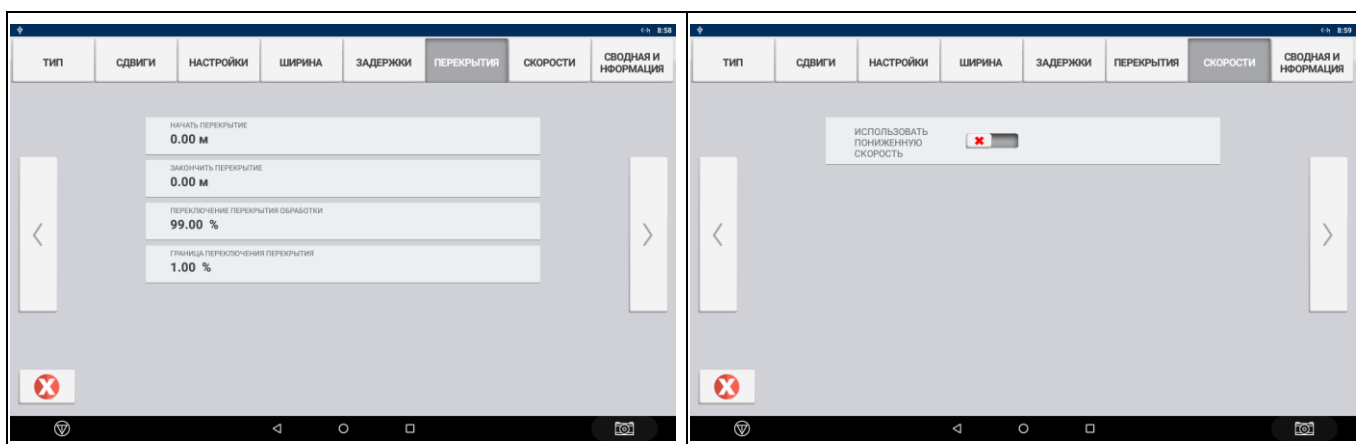 8:58
ТИП
СДВИГИ
НАСТРОЙКИ
ШИРИНА
ЗАДЕРЖКИ
ПЕРЕКРЫТИЯ
СКОРОСТИ
СВОДНАЯ И
НФОРМАЦИЯ
НАЧАТЬ ПЕРЕКРЫТИЕ
0.00 м
ЗАКОНЧИТЬ ПЕРЕКРЫТИЕ
0.00 м
ПЕРЕКЛЮЧЕНИЕ ПЕРЕКРЫТИЯ ОБРАБОТКИ
99.00 %
ГРАНИЦА ПЕРЕКЛЮЧЕНИЯ ПЕРЕКРЫТИЯ
1.00 %
8:59
ТИП
СДВИГИ
НАСТРОЙКИ
ШИРИНА
ЗАДЕРЖКИ
ПЕРЕКРЫТИЯ
СКОРОСТИ
СВОДНАЯ И
НФОРМАЦИЯ
ИСПОЛЬЗОВАТЬ
ПОНИЖЕННУЮ
СКОРОСТЬ